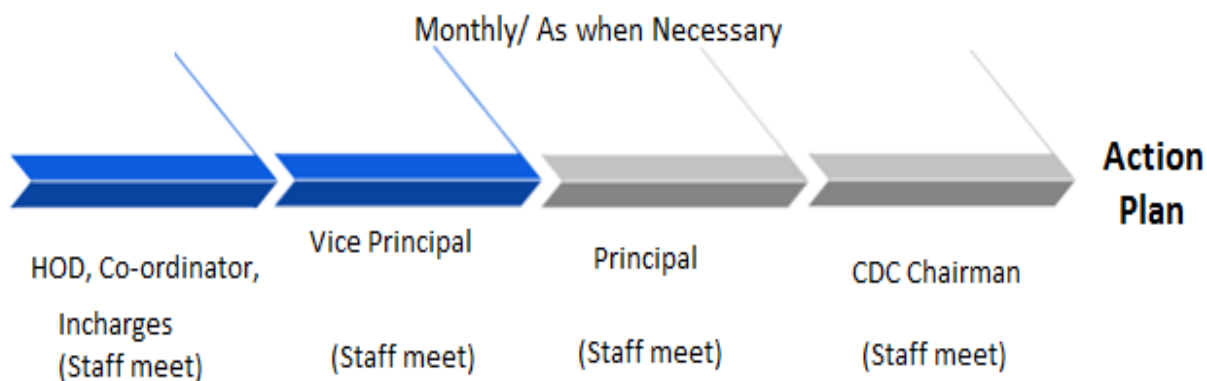 Monthly/ As when Necessary
Action
Plan
HOD, Co-ordinator,
Incharges
(Staff meet)
Vice Principal
(Staff meet)
Principal
(Staff meet)
CDC Chairman
(Staff meet)